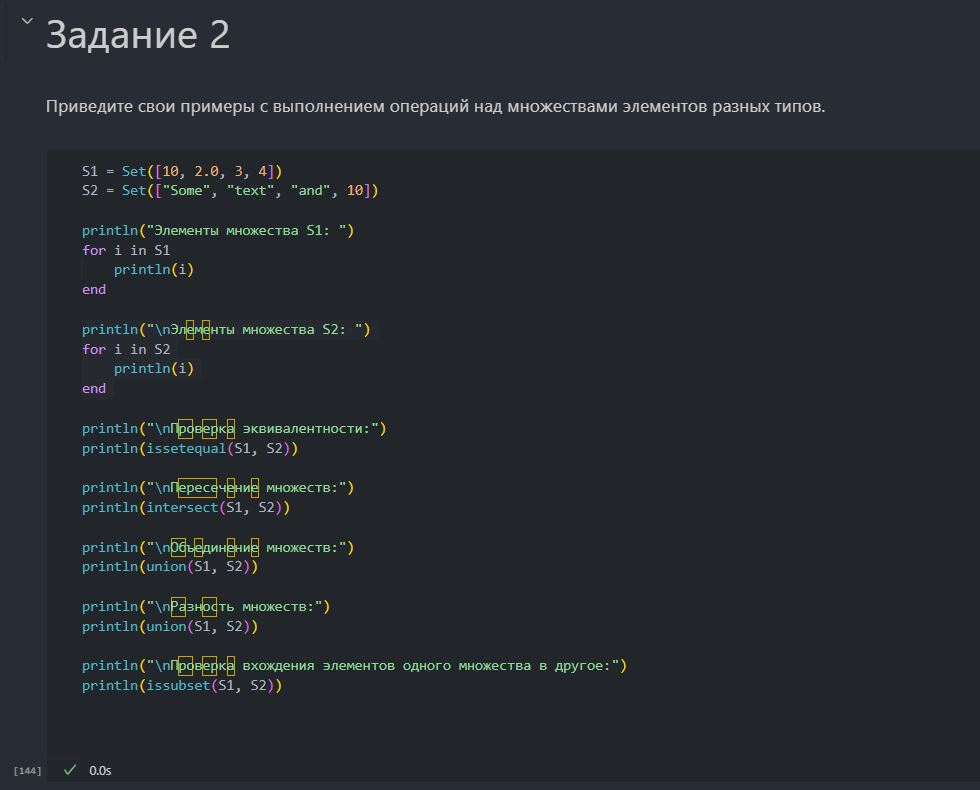 Задание 2
Приведите свои примеры с выполнением операций над множествами элементов разных типов.
S1 = Set([10, 2.0, 3, 4])
S2 = Set(["Some", "text", "and", 10])
println("Элементы множества S1: ")
for i in S1
    println(i)
end
println("\nЭлементы множества S2: ")
for i in S2
    println(i)
end
println("\nПроверка эквивалентности:")
println(issetequal(S1, S2))
println("\nПересечение множеств:")
println(intersect(S1, S2))
println("\nОбъединение множеств:")
println(union(S1, S2))
println("\nРазность множеств:")
println(union(S1, S2))
println("\nПроверка вхождения элементов одного множества в другое:")
println(issubset(S1, S2))
[144] ✓ 0.0s